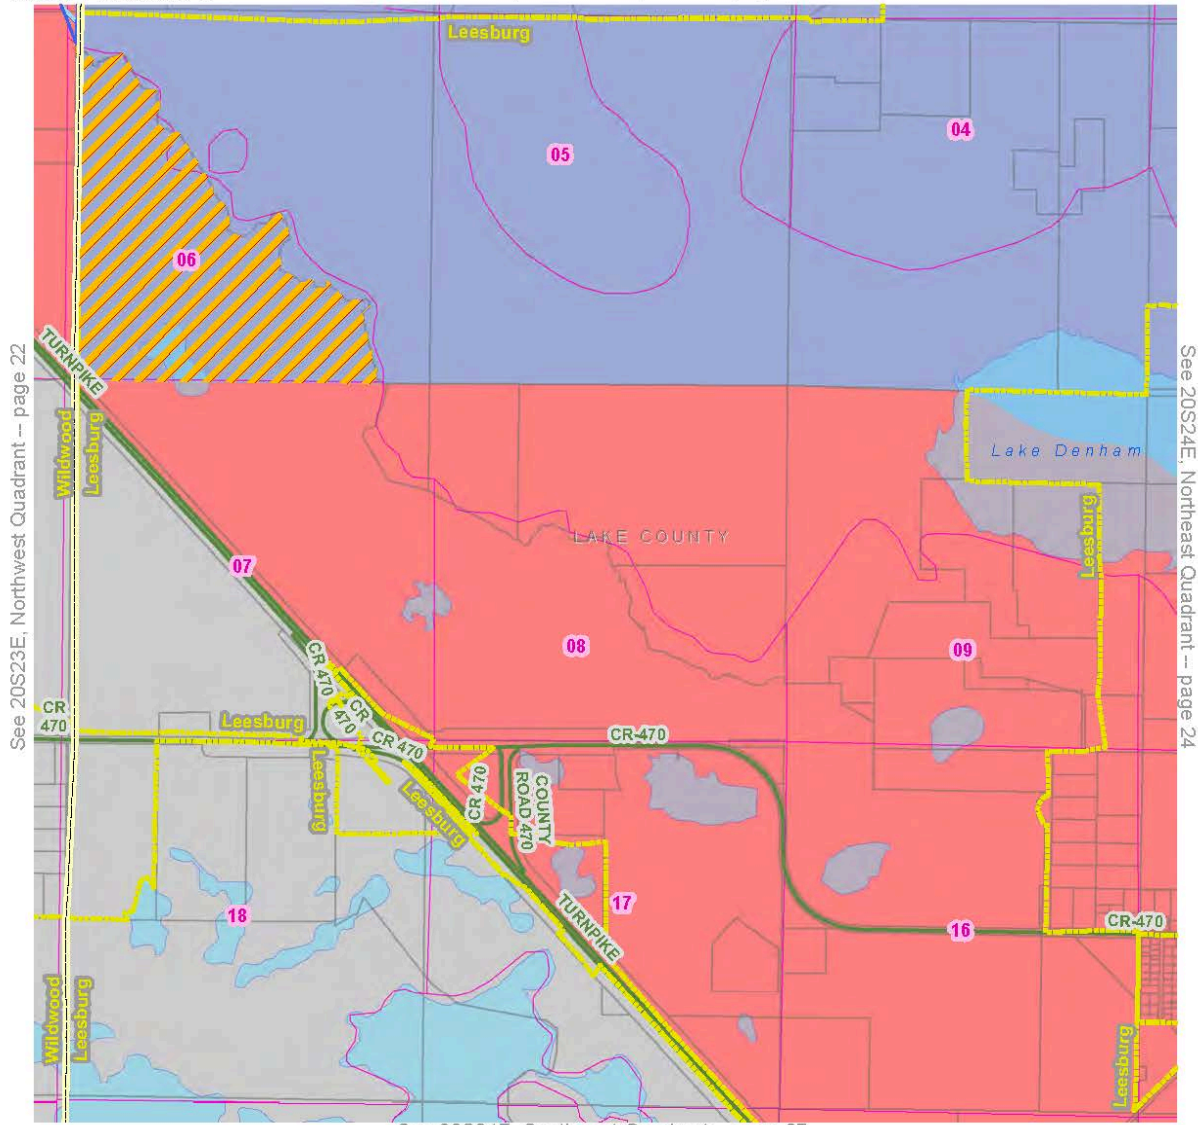 Leesburg
04
05
06
See 20S23E, Northwest Quadrant -- page 22
See 20S24E, Northeast Quadrant -- page 24
TURNPIKE
Wildwood
Leesburg
Lake Denham
Leesburg
LAKE COUNTY
07
08
09
CR 470
CR 470
CR
470
Leesburg
CR
470
CR 470
CR-470
Leesburg
Leesburg
CR 470
COUNTY
ROAD 470
18
17
TURNPIKE
16
CR-470
Wildwood
Leesburg
Leesburg